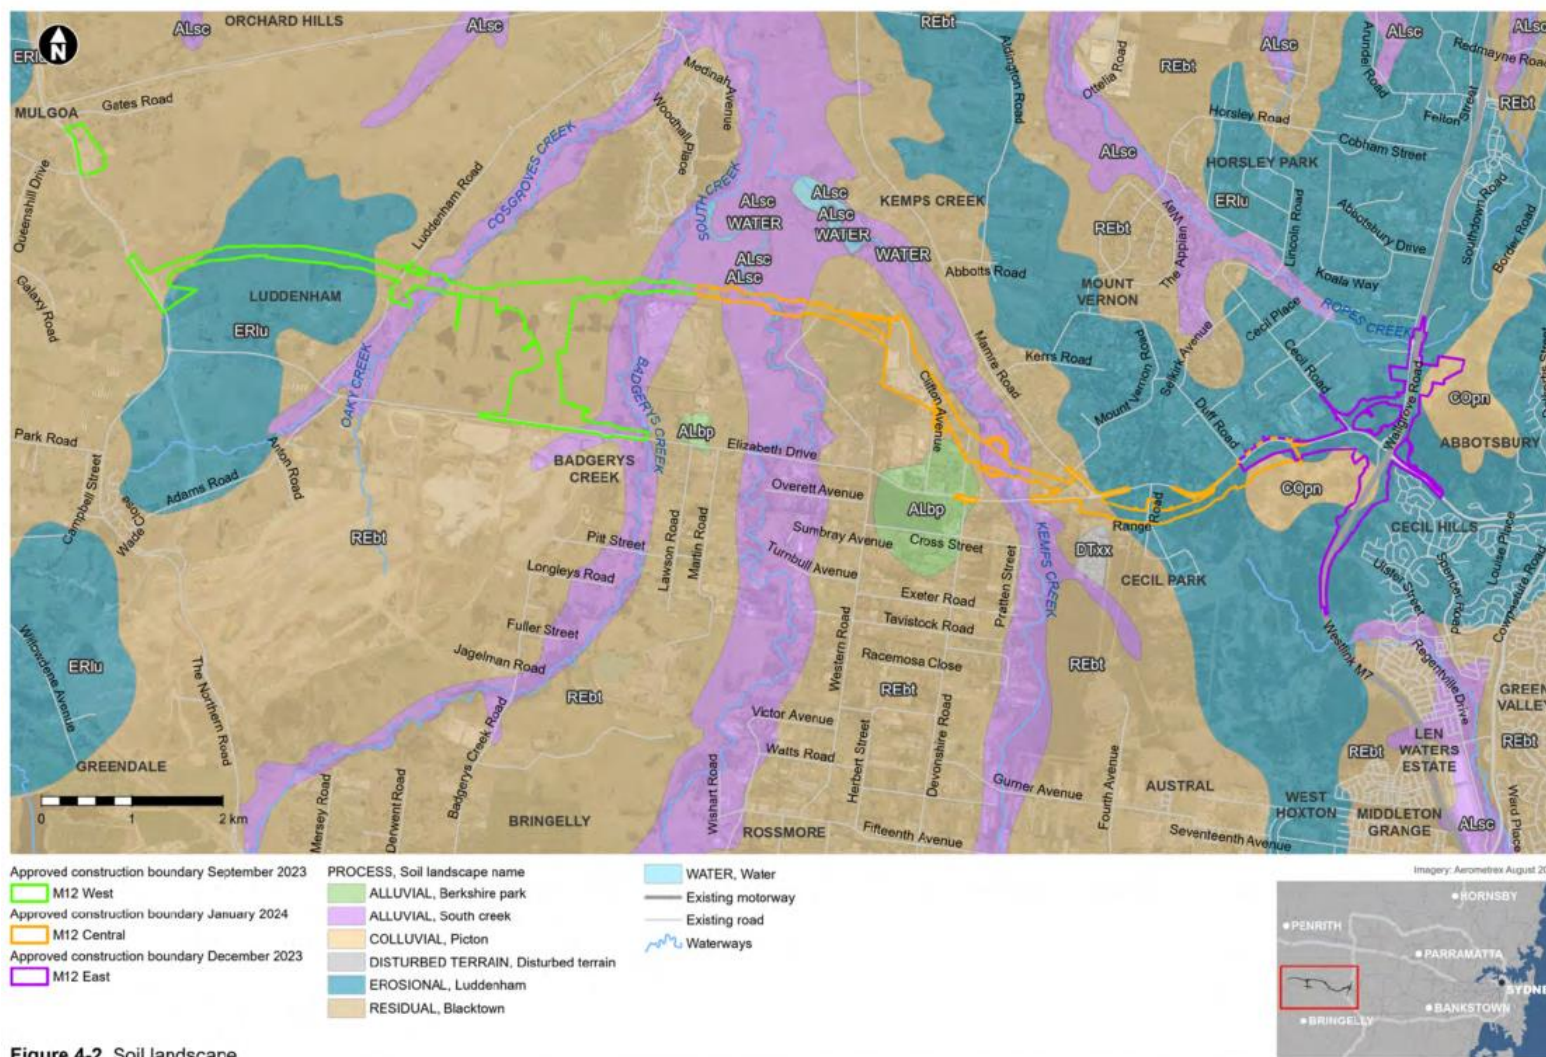 ORCHARD HILLS
ALsc
ALsc
REbt
ALsc
ALsc
ALsc
N
Redmayne Road
Arundel Road
Aldington Road
Ottelia Road
REbt
Medinah Avenue
Gates Road
MULGOA
Woodhall Place
Horsley Road
Felton Street
REbt
Cobham Street
COSGROVES CREEK
ALsc
HORSLEY PARK
Queenshill Drive
Luddenham Road
SOUTH CREEK
ALsc
WATER
ALsc
ALsc
WATER
KEMPS CREEK
ERlu
Lincoln Road
Abbotsbury Drive
Southdown Road
Border Road
REbt
The Appian Way
WATER
ALsc
ALsc
Abbotts Road
Koala Way
MOUNT
VERNON
Galaxy Road
LUDDENHAM
ERlu
Cecil Place
ROPES CREEK
Mamre Road
Kerrs Road
Mount Vernon Road
Selkirk Avenue
Cecil Road
Wallgrove Road
OAKY CREEK
BADGERYS CREEK
Clifton Avenue
COpn
Duff Road
ABBOTSBURY
Park Road
Campbell Street
Anton Road
ALbp
Elizabeth Drive
BADGERYS
CREEK
Adams Road
Overett Avenue
COpn
Wade Close
ALbp
Range Road
CECIL HILLS
REbt
Pitt Street
Lawson Road
Martin Road
Sumbray Avenue
Cross Street
KEMPS CREEK
DTxx
Louise Place
Turnbull Avenue
Longleys Road
Pratten Street
CECIL PARK
Ulster Street
Spencer Road
Cowpasture Road
Exeter Road
Fuller Street
Tavistock Road
Willowdene Avenue
ERlu
Jagelman Road
Western Road
Racemosa Close
REbt
Westlink M7
Regentville Drive
The Northern Road
REbt
REbt
GREEN
VALLEY
Badgerys Creek Road
Victor Avenue
Devonshire Road
LEN
WATERS
ESTATE
REbt
REbt
Watts Road
Herbert Street
GREENDALE
Wishart Road
Gurner Avenue
Fourth Avenue
AUSTRAL
WEST
HOXTON
MIDDLETON
GRANGE
Ward Place
Mersey Road
Derwent Road
BRINGELLY
ROSSMORE
Fifteenth Avenue
Seventeenth Avenue
ALsc
0 1 2 km
Approved construction boundary September 2023
M12 West
Approved construction boundary January 2024
M12 Central
Approved construction boundary December 2023
M12 East
PROCESS, Soil landscape name
ALLUVIAL, Berkshire park
ALLUVIAL, South creek
COLLUVIAL, Picton
DISTURBED TERRAIN, Disturbed terrain
EROSIONAL, Luddenham
RESIDUAL, Blacktown
WATER, Water
Existing motorway
Existing road
Waterways
Imagery: Aerometrex August 20
HORNSBY
PENRITH
PARRAMATTA
SYDNE
BANKSTOWN
BRINGELLY
Figure 4-2 Soil landscape